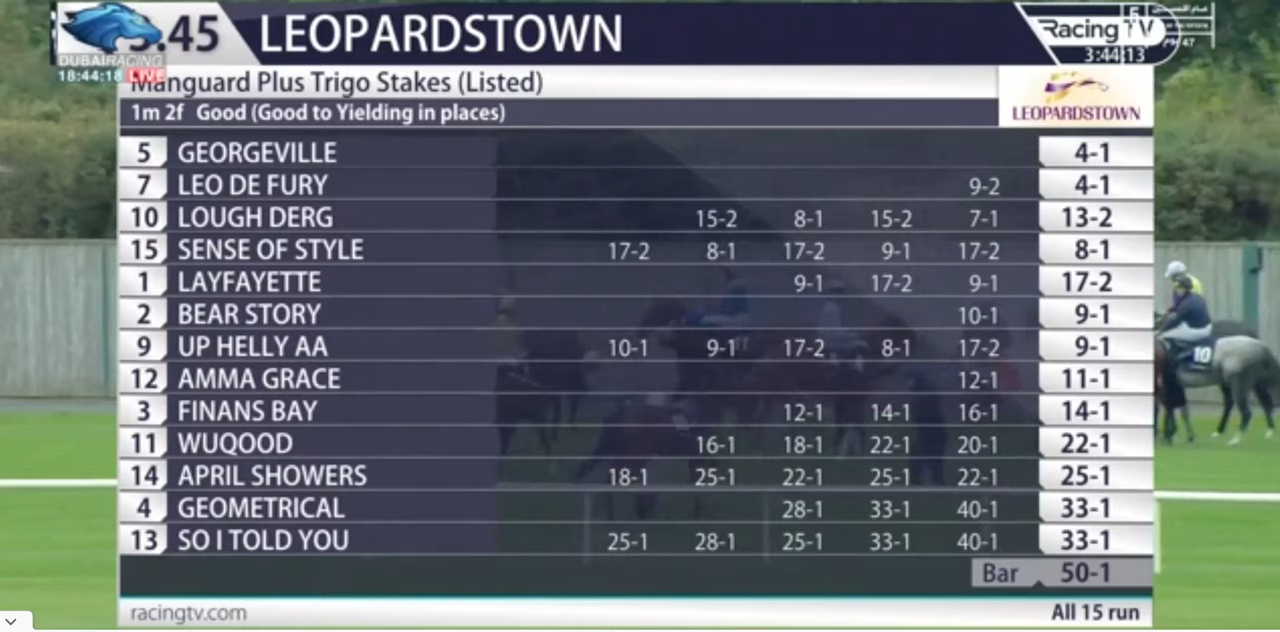 3.45 LEOPARDSTOWN
Racing TV
3:44:13
DUBAI RACING
18:44:18 LIVE
Manguard Plus Trigo Stakes (Listed)
1m 2f Good (Good to Yielding in places)
LEOPARDSTOWN
5 GEORGEVILLE 4-1
7 LEO DE FURY 9-2 4-1
10 LOUGH DERG 15-2 8-1 15-2 7-1 13-2
15 SENSE OF STYLE 17-2 8-1 17-2 9-1 17-2 8-1
1 LAYFAYETTE 9-1 17-2 9-1 17-2
2 BEAR STORY 10-1 9-1
9 UP HELLY AA 10-1 9-1 17-2 8-1 17-2 9-1
12 AMMA GRACE 12-1 11-1
3 FINANS BAY 12-1 14-1 16-1 14-1
11 WUQOOD 16-1 18-1 22-1 20-1 22-1
14 APRIL SHOWERS 18-1 25-1 22-1 25-1 22-1 25-1
4 GEOMETRICAL 28-1 33-1 40-1 33-1
13 SO I TOLD YOU 25-1 28-1 25-1 33-1 40-1 33-1
Bar 50-1
racingtv.com All 15 run
10